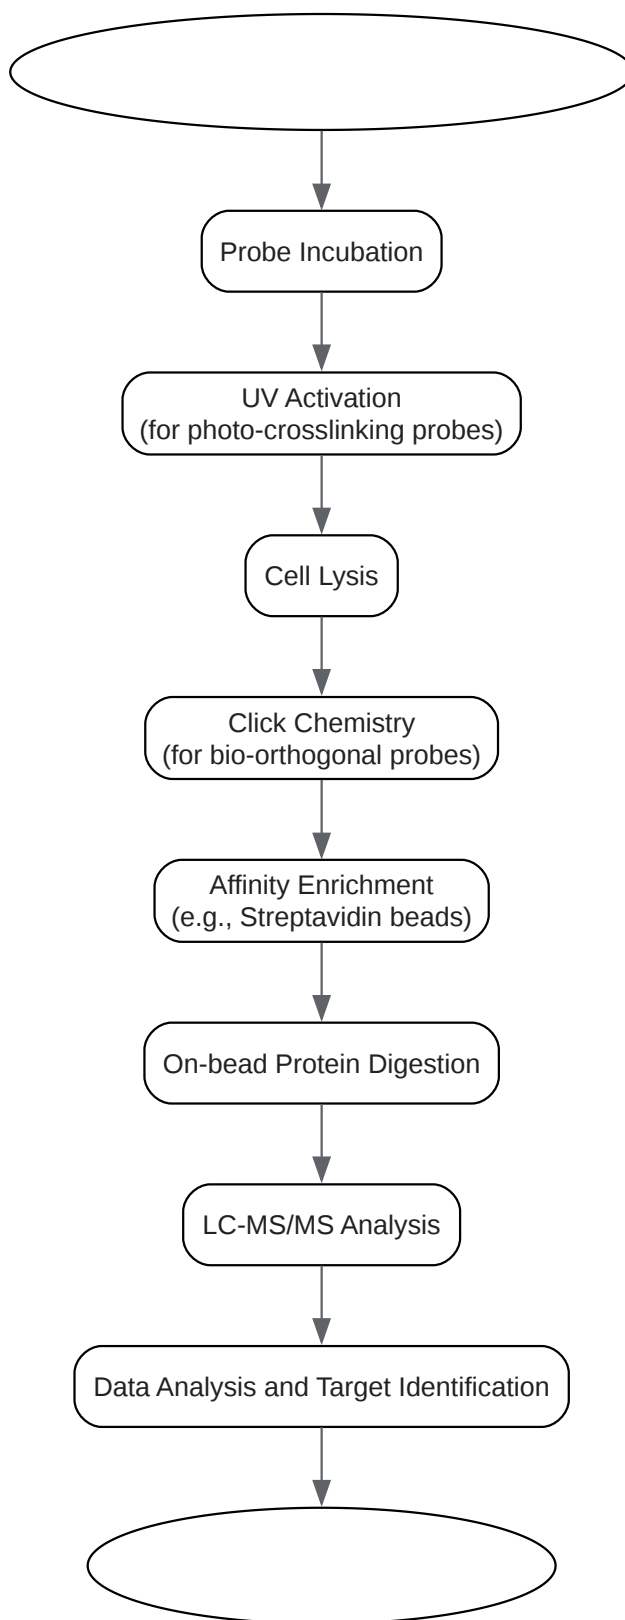 Probe Incubation
UV Activation
(for photo-crosslinking probes)
Cell Lysis
Click Chemistry
(for bio-orthogonal probes)
Affinity Enrichment
(e.g., Streptavidin beads)
On-bead Protein Digestion
LC-MS/MS Analysis
Data Analysis and Target Identification